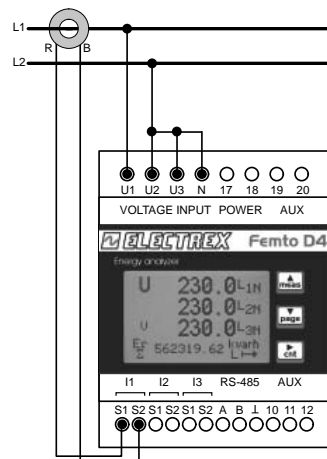 L1
R B
L2
U1 U2 U3 N 17 18 19 20
VOLTAGE INPUT POWER AUX
ELECTREX Femto D4
Energy analyzer
U 230.0 L1N
230.0 L2N
U 230.0 L3N
Er Σ 562319.62 kvarh L
meas
page
cnt
I1 I2 I3 RS-485 AUX
S1 S2 S1 S2 S1 S2 A B ⊥ 10 11 12